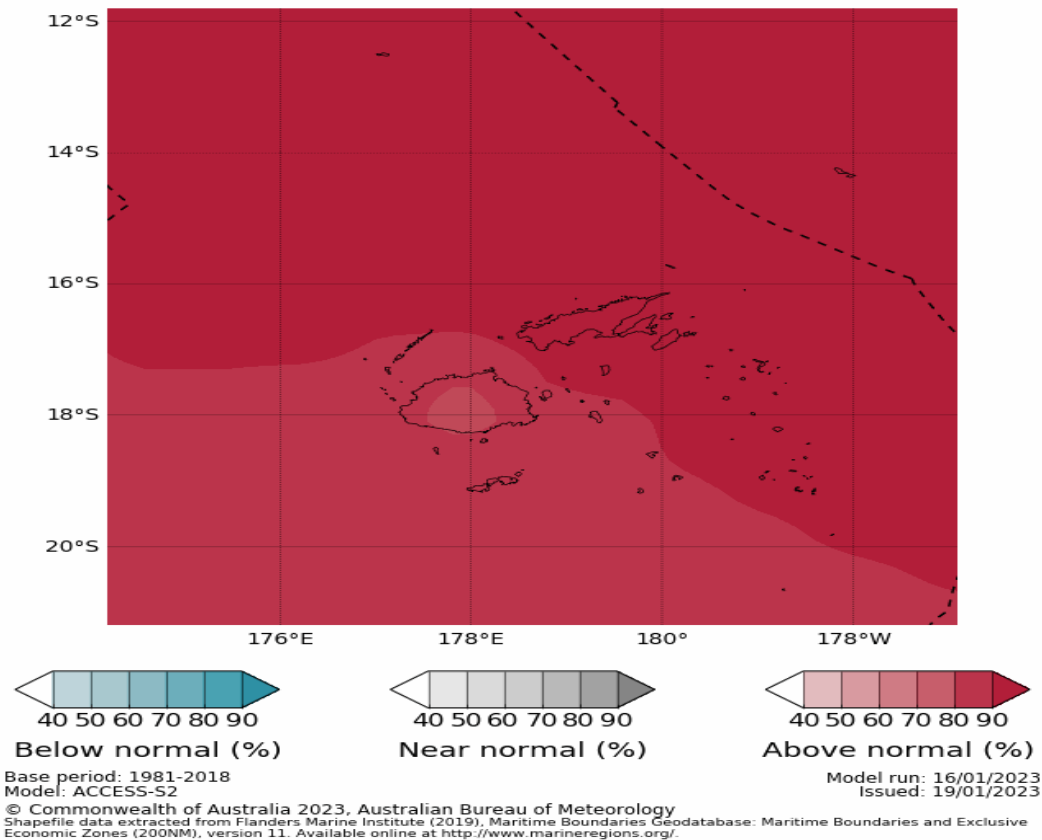 12°S
14°S
16°S
18°S
20°S
176°E 178°E 180° 178°W
40 50 60 70 80 90 40 50 60 70 80 90 40 50 60 70 80 90
Below normal (%) Near normal (%) Above normal (%)
Base period: 1981-2018 Model run: 16/01/2023
Model: ACCESS-S2 Issued: 19/01/2023
© Commonwealth of Australia 2023, Australian Bureau of Meteorology
Shapefile data extracted from Flanders Marine Institute (2019), Maritime Boundaries Geodatabase: Maritime Boundaries and Exclusive
Economic Zones (200NM), version 11. Available online at http://www.marineregions.org/.